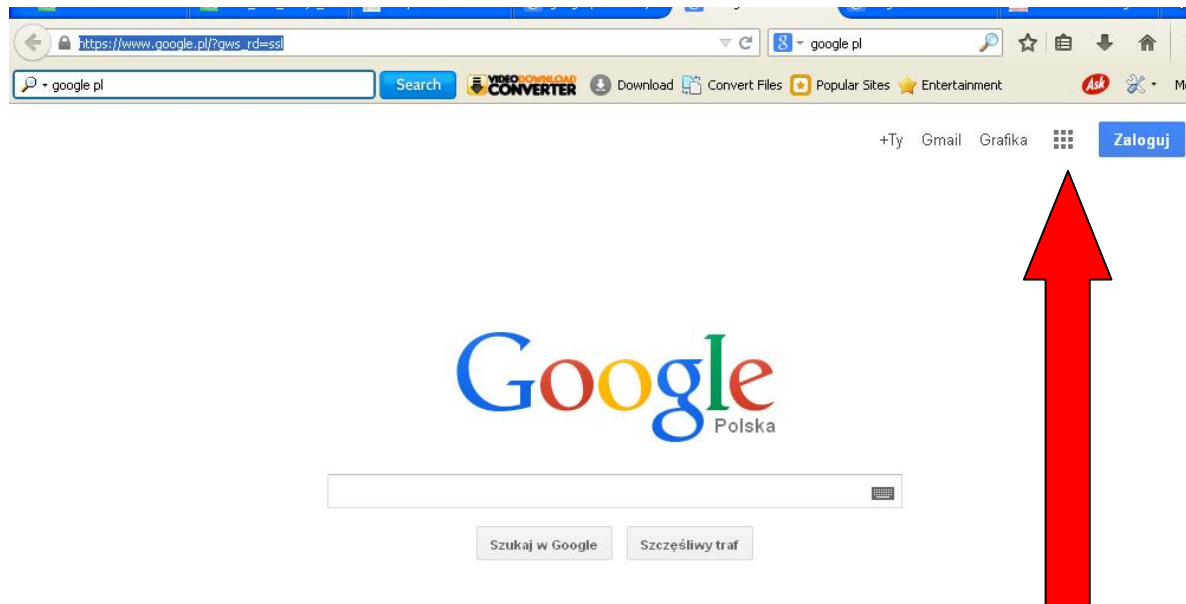 https://www.google.pl/?gws_rd=ssl
google pl
google pl
Search
VIDEO DOWNLOAD CONVERTER
Download
Convert Files
Popular Sites
Entertainment
Ask
+Ty Gmail Grafika Zaloguj
Google
Polska
Szukaj w Google Szczęśliwy traf